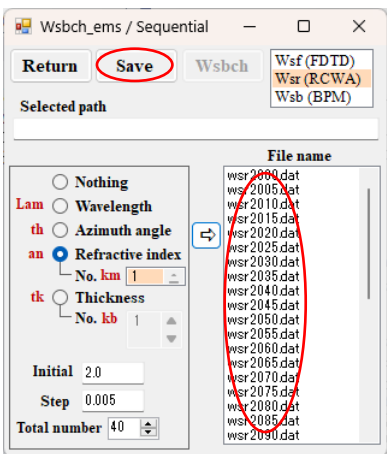 Wsbch_ems / Sequential
Return Save Wsbch
Wsf (FDTD)
Wsr (RCWA)
Wsb (BPM)
Selected path
File name
Nothing
Lam Wavelength
th Azimuth angle
an Refractive index
No. km 1
tk Thickness
No. kb 1
Initial 2.0
Step 0.005
Total number 40
wsr2000.dat
wsr2005.dat
wsr2010.dat
wsr2015.dat
wsr2020.dat
wsr2025.dat
wsr2030.dat
wsr2035.dat
wsr2040.dat
wsr2045.dat
wsr2050.dat
wsr2055.dat
wsr2060.dat
wsr2065.dat
wsr2070.dat
wsr2075.dat
wsr2080.dat
wsr2085.dat
wsr2090.dat